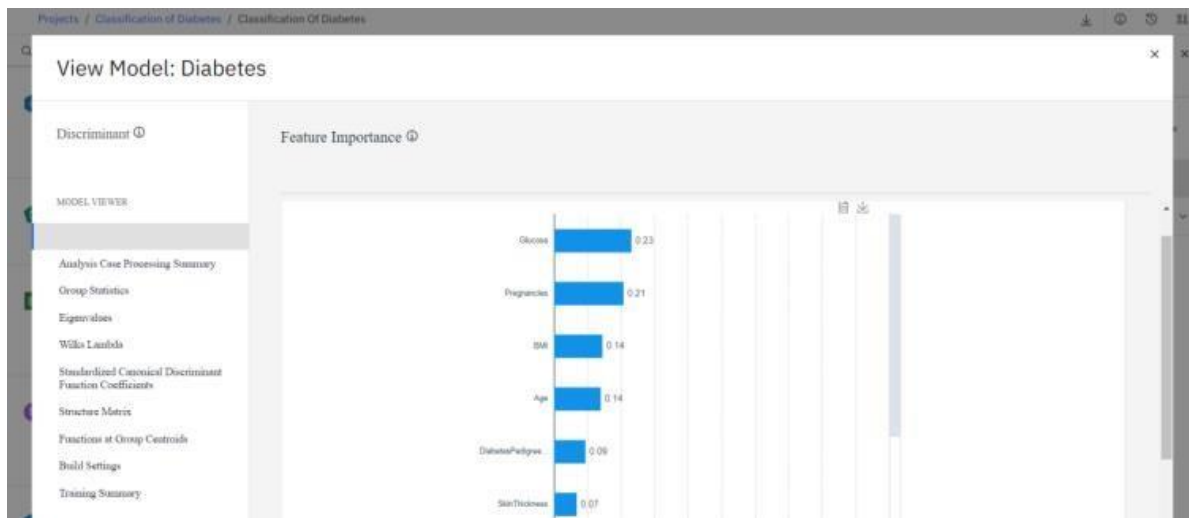 Projects / Classification of Diabetes / Classification Of Diabetes
View Model: Diabetes
Discriminant
Feature Importance
MODEL VIEWER
Analysis Case Processing Summary
Group Statistics
Eigenvalues
Wilks Lambda
Standardized Canonical Discriminant
Function Coefficients
Structure Matrix
Functions at Group Centroids
Build Settings
Training Summary
Glucose 0.23
Pregnancies 0.21
BMI 0.14
Age 0.14
DiabetesPedigree... 0.09
SkinThickness 0.07